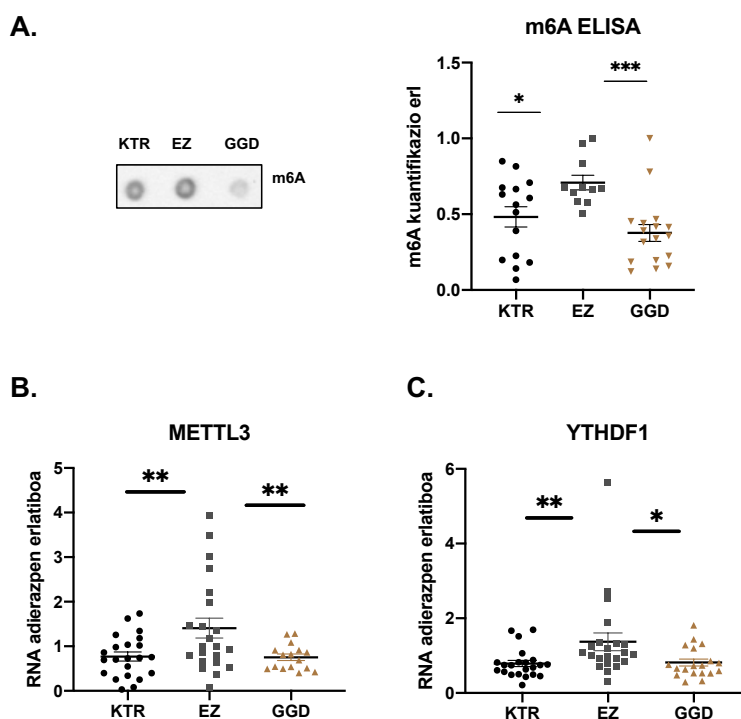 A.
KTR EZ GGD
m6A
m6A ELISA
m6A kuantifikazio erl
1.5
1.0
0.5
0.0
*
***
KTR EZ GGD
B.
METTL3
RNA adierazpen erlatiboa
5
4
3
2
1
0
**
**
KTR EZ GGD
C.
YTHDF1
RNA adierazpen erlatiboa
6
4
2
0
**
*
KTR EZ GGD